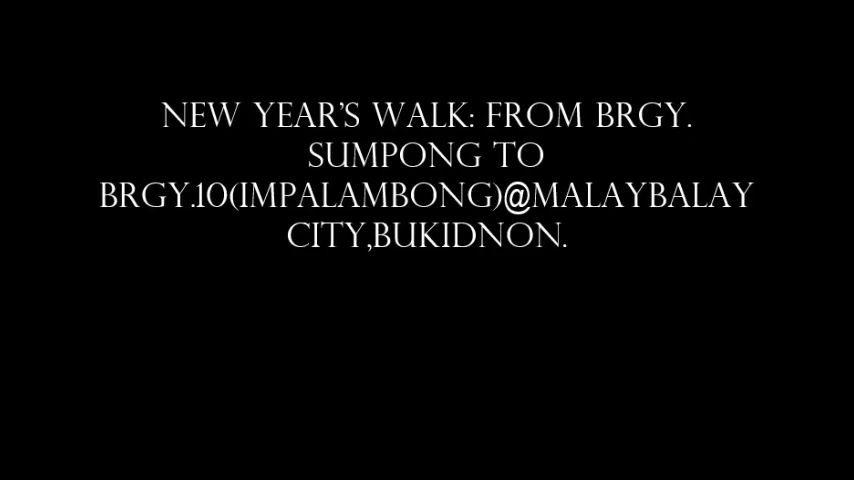 NEW YEAR'S WALK: FROM BRGY.
SUMPONG TO
BRGY.10(IMPALAMBONG)@MALAYBALAY
CITY,BUKIDNON.